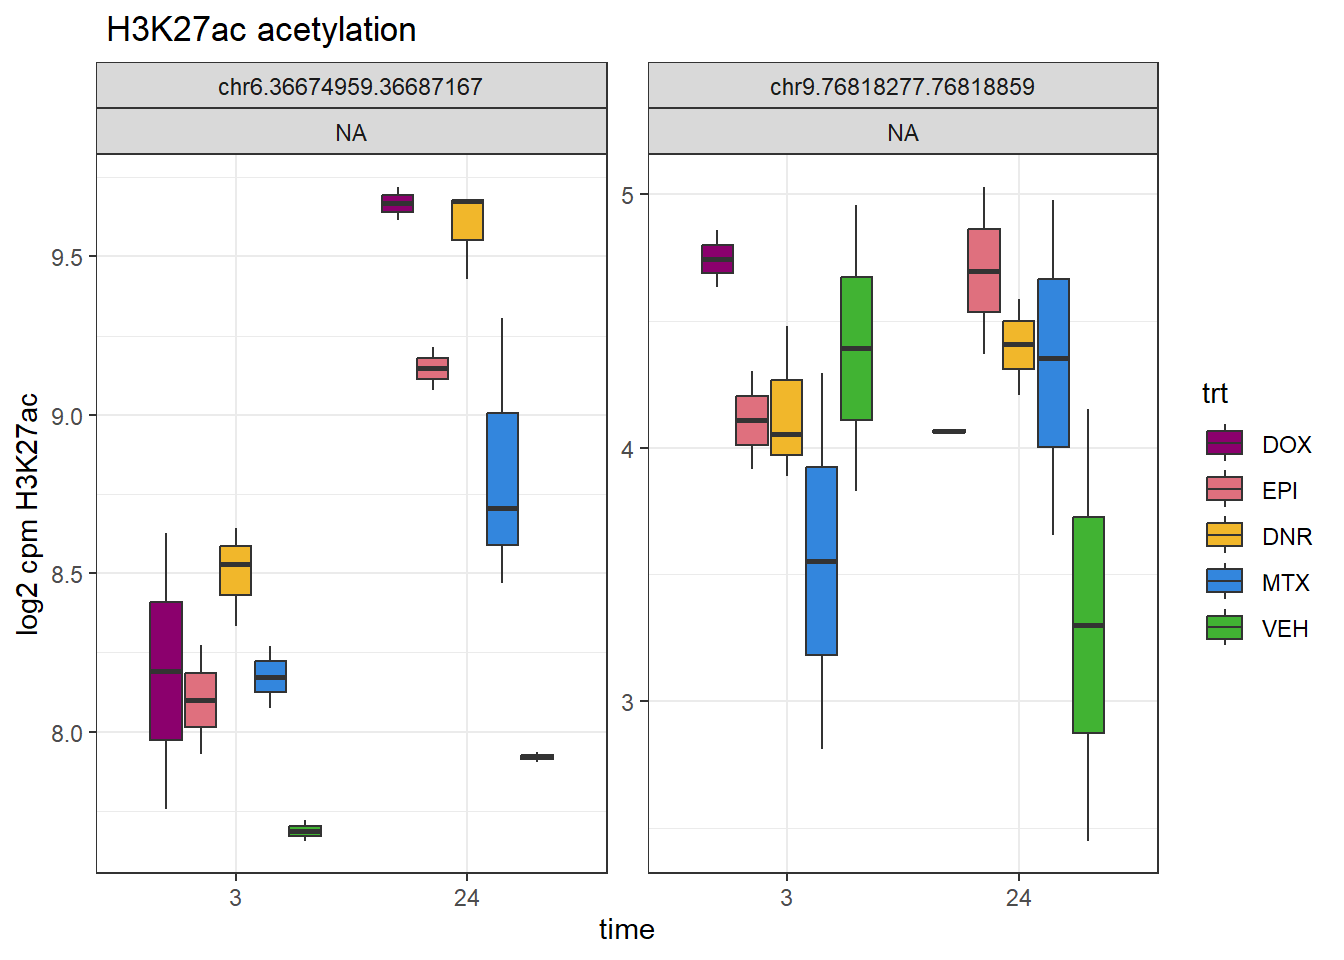 H3K27ac acetylation
chr6.36674959.36687167
chr9.76818277.76818859
NA
NA
log2 cpm H3K27ac
9.5
9.0
8.5
8.0
5
4
3
3
24
3
24
time
trt
DOX
EPI
DNR
MTX
VEH